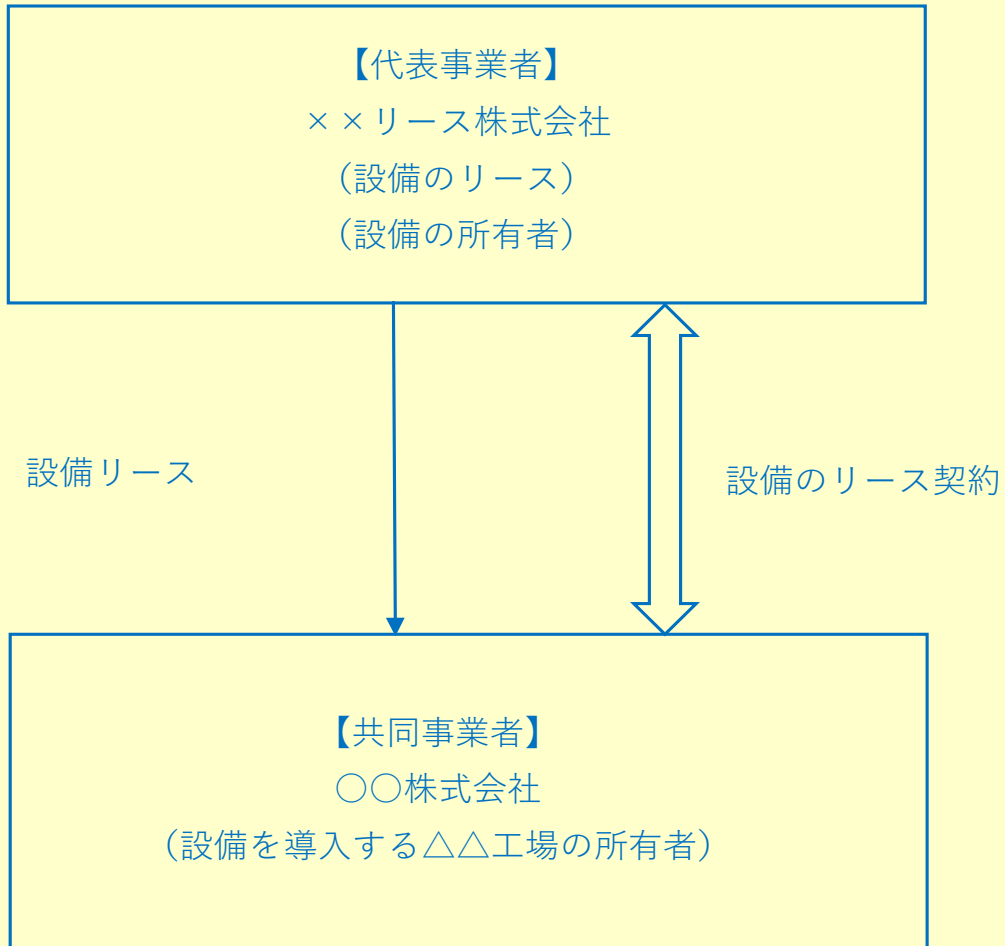 【代表事業者】
××リース株式会社
（設備のリース）
（設備の所有者）
設備リース
設備のリース契約
【共同事業者】
○○株式会社
（設備を導入する△△工場の所有者）